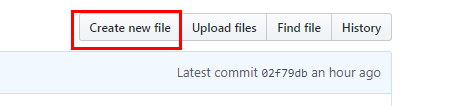 Create new file Upload files Find file History
Latest commit 02f79db an hour ago